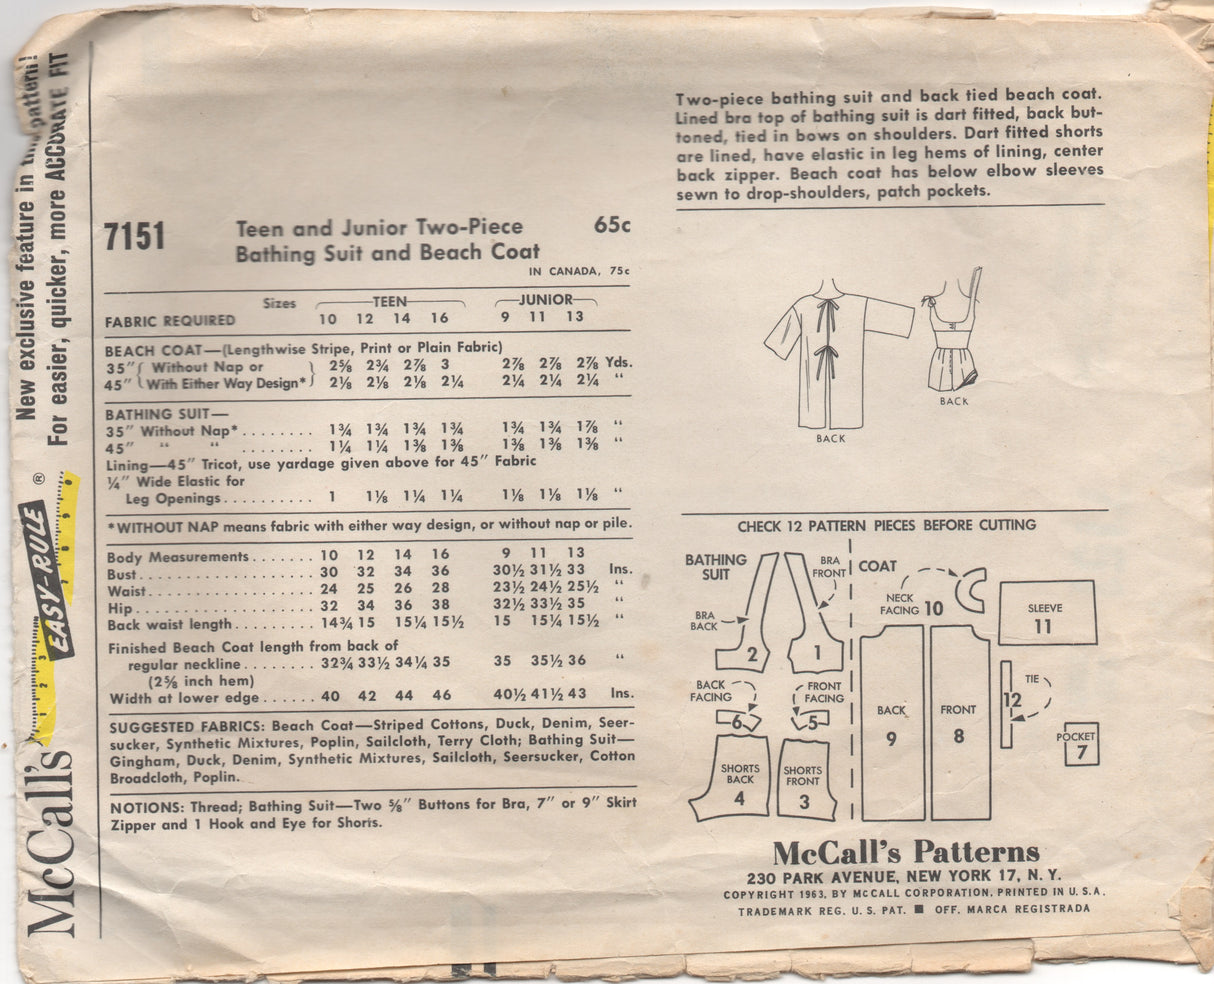 New exclusive feature in this pattern!
For easier, quicker, more ACCURATE FIT
EASY-RULE ®
1 2 3
8 9
McCall's
7151 Teen and Junior Two-Piece 65c
Bathing Suit and Beach Coat
IN CANADA, 75c
Sizes TEEN JUNIOR
FABRIC REQUIRED 10 12 14 16 9 11 13
BEACH COAT—(Lengthwise Stripe, Print or Plain Fabric)
35" { Without Nap or } 2⅝ 2¾ 2⅞ 3 2⅞ 2⅞ 2⅞ Yds.
45" { With Either Way Design* } 2⅛ 2⅛ 2⅛ 2¼ 2¼ 2¼ 2¼ "
BATHING SUIT—
35" Without Nap* ........ 1¾ 1¾ 1¾ 1¾ 1¾ 1¾ 1⅞ "
45" " " ........ 1¼ 1¼ 1⅜ 1⅜ 1⅜ 1⅜ 1⅜ "
Lining—45" Tricot, use yardage given above for 45" Fabric
¼" Wide Elastic for
Leg Openings.......... 1 1⅛ 1¼ 1¼ 1⅛ 1⅛ 1⅛ "
*WITHOUT NAP means fabric with either way design, or without nap or pile.
Body Measurements....... 10 12 14 16 9 11 13
Bust.................... 30 32 34 36 30½ 31½ 33 Ins.
Waist................... 24 25 26 28 23½ 24½ 25½ "
Hip..................... 32 34 36 38 32½ 33½ 35 "
Back waist length......... 14¾ 15 15¼ 15½ 15 15¼ 15½ "
Finished Beach Coat length from back of
regular neckline........ 32¾ 33½ 34¼ 35 35 35½ 36 "
(2⅝ inch hem)
Width at lower edge...... 40 42 44 46 40½ 41½ 43 Ins.
SUGGESTED FABRICS: Beach Coat—Striped Cottons, Duck, Denim, Seer-
sucker, Synthetic Mixtures, Poplin, Sailcloth, Terry Cloth; Bathing Suit—
Gingham, Duck, Denim, Synthetic Mixtures, Sailcloth, Seersucker, Cotton
Broadcloth, Poplin.
NOTIONS: Thread; Bathing Suit—Two ⅝" Buttons for Bra, 7" or 9" Skirt
Zipper and 1 Hook and Eye for Shorts.
Two-piece bathing suit and back tied beach coat.
Lined bra top of bathing suit is dart fitted, back but-
toned, tied in bows on shoulders. Dart fitted shorts
are lined, have elastic in leg hems of lining, center
back zipper. Beach coat has below elbow sleeves
sewn to drop-shoulders, patch pockets.
BACK
BACK
CHECK 12 PATTERN PIECES BEFORE CUTTING
BATHING
SUIT
BRA
FRONT
COAT
NECK
FACING 10
SLEEVE
11
BRA
BACK
2
1
BACK
FACING
FRONT
FACING
6
5
TIE
12
BACK
9
FRONT
8
POCKET
7
SHORTS
BACK
4
SHORTS
FRONT
3
McCall's Patterns
230 PARK AVENUE, NEW YORK 17, N. Y.
COPYRIGHT 1963, BY McCALL CORPORATION. PRINTED IN U. S. A.
TRADEMARK REG. U. S. PAT. ■ OFF. MARCA REGISTRADA